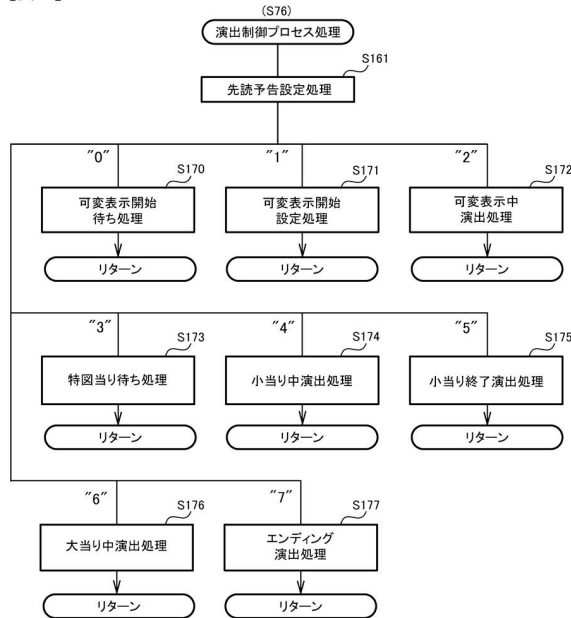 (S76)
演出制御プロセス処理
S161
先読予告設定処理
"0"
S170
"1"
S171
"2"
S172
可変表示開始
待ち処理
可変表示開始
設定処理
可変表示中
演出処理
リターン
リターン
リターン
"3"
S173
"4"
S174
"5"
S175
特図当り待ち処理
小当り中演出処理
小当り終了演出処理
リターン
リターン
リターン
"6"
S176
"7"
S177
大当り中演出処理
エンディング
演出処理
リターン
リターン